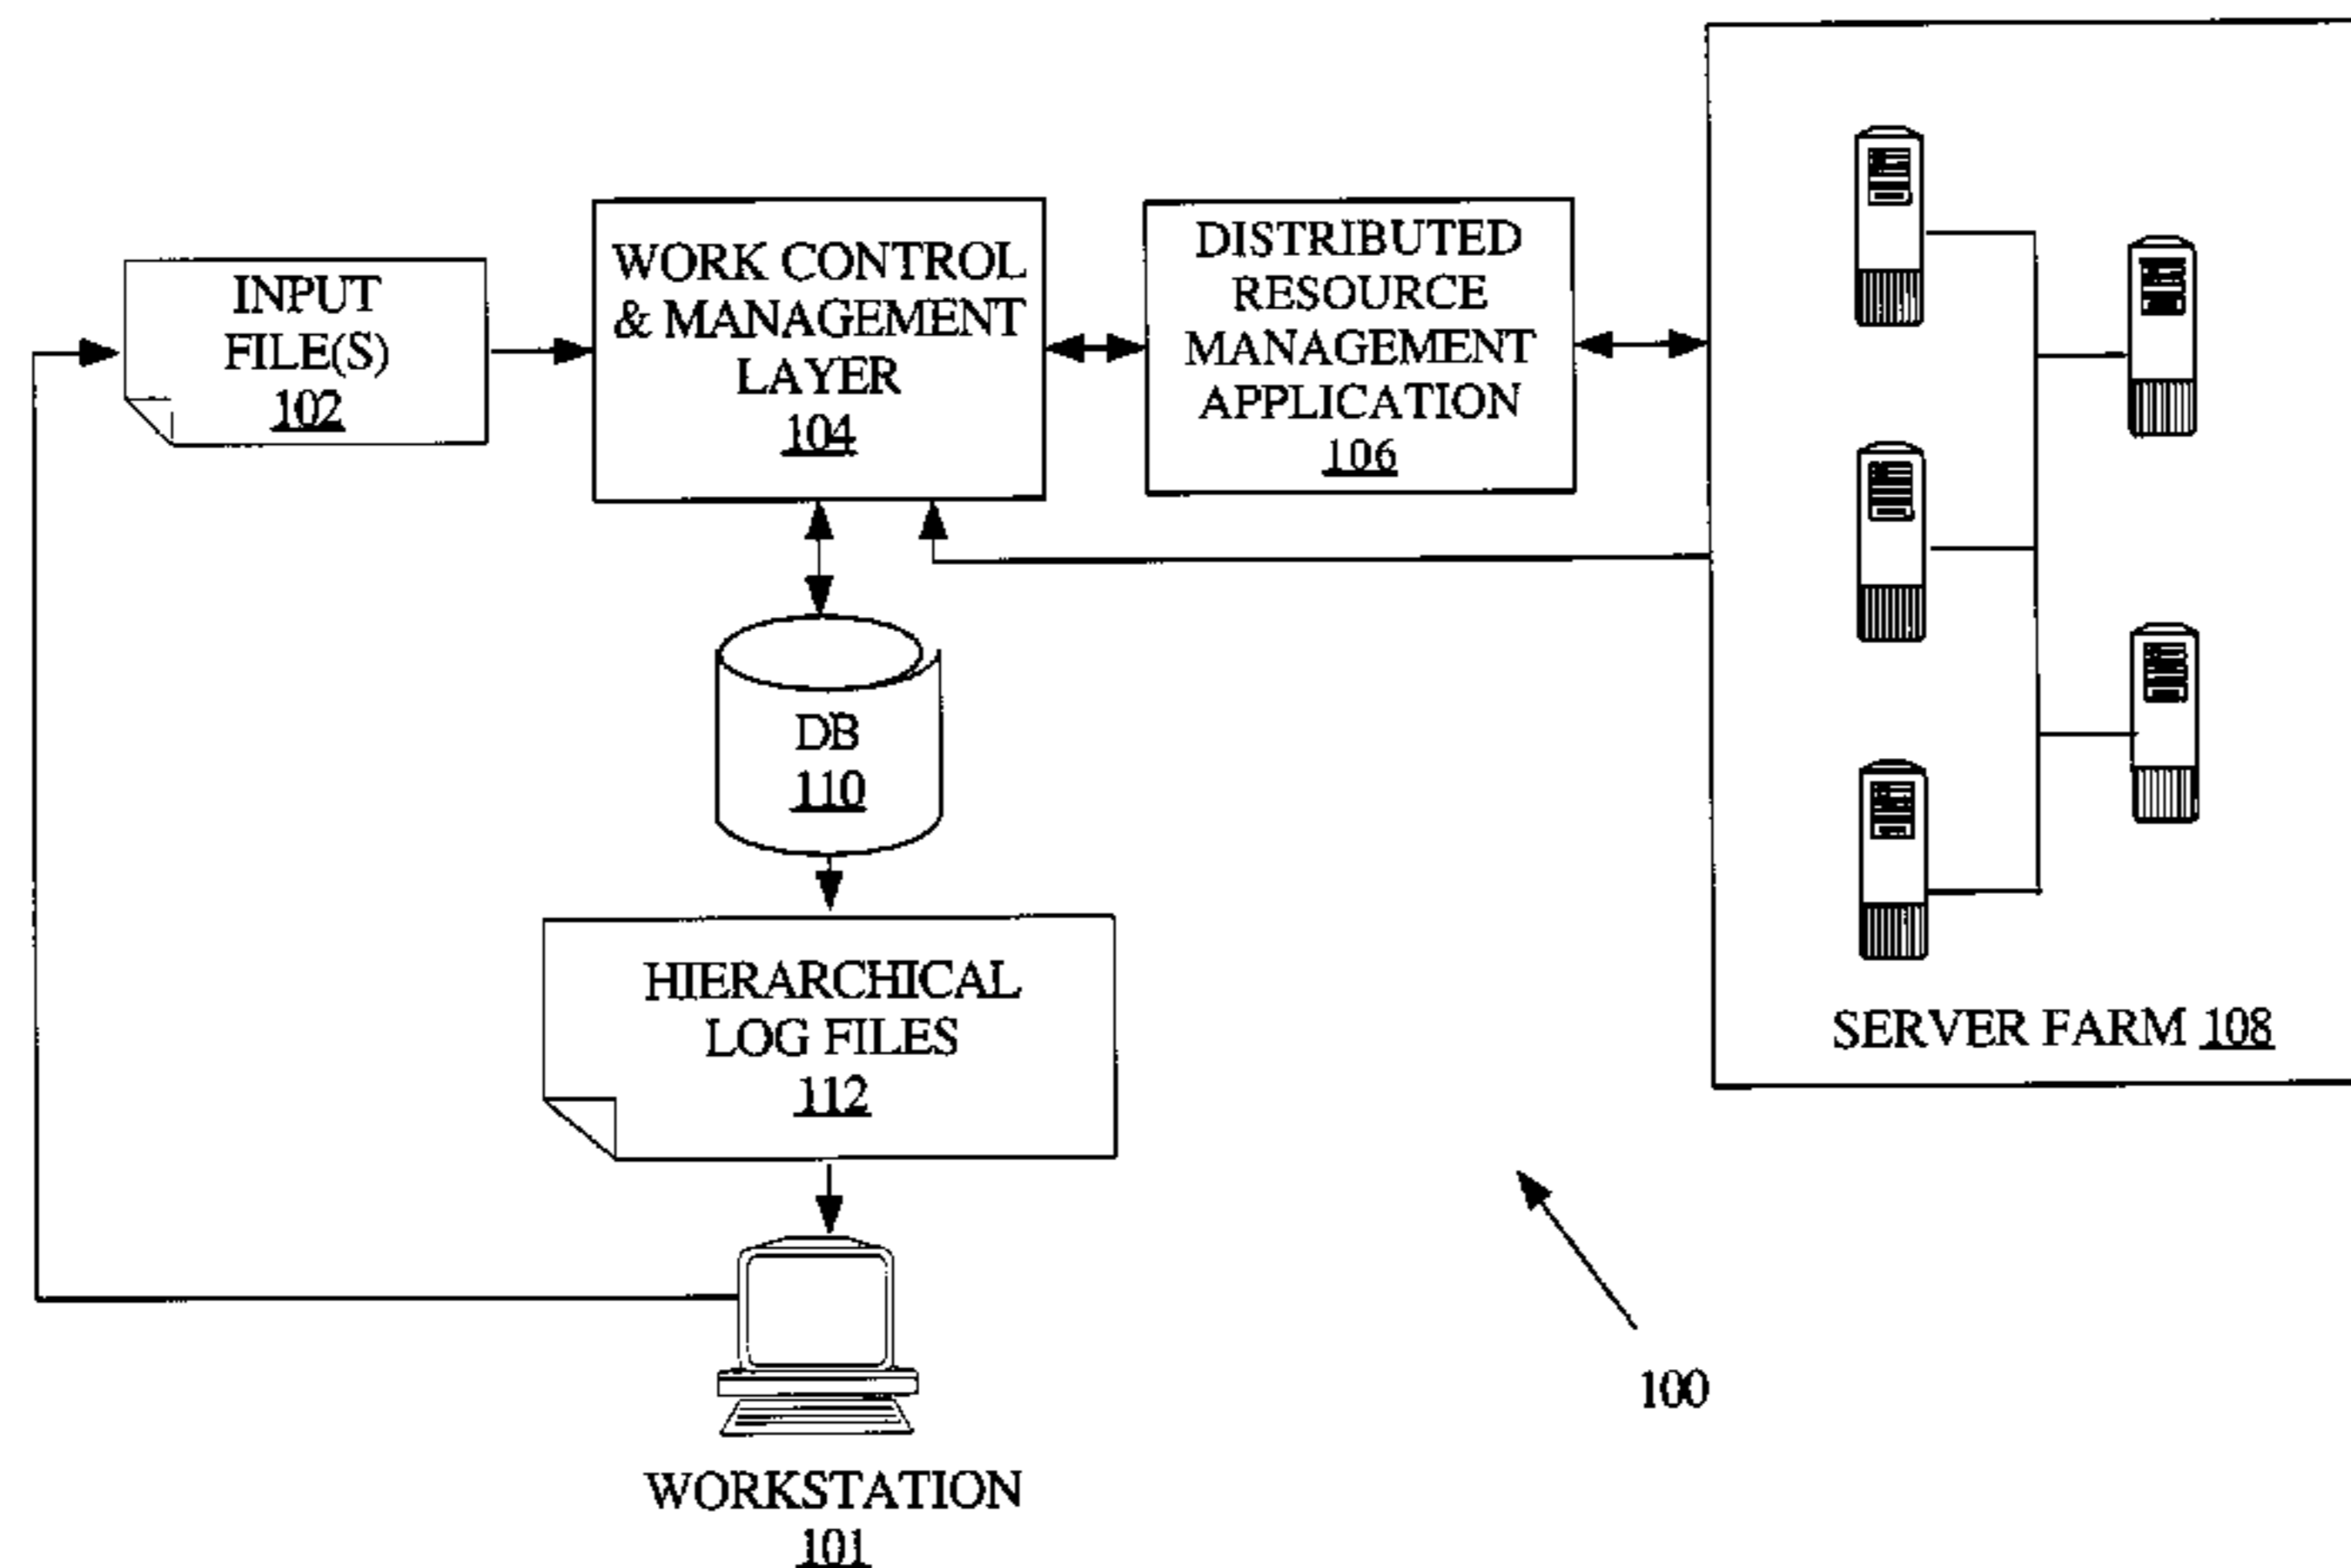 INPUT
FILE(S)
102
WORK CONTROL
& MANAGEMENT
LAYER
104
DISTRIBUTED
RESOURCE
MANAGEMENT
APPLICATION
106
DB
110
HIERARCHICAL
LOG FILES
112
SERVER FARM 108
100
WORKSTATION
101